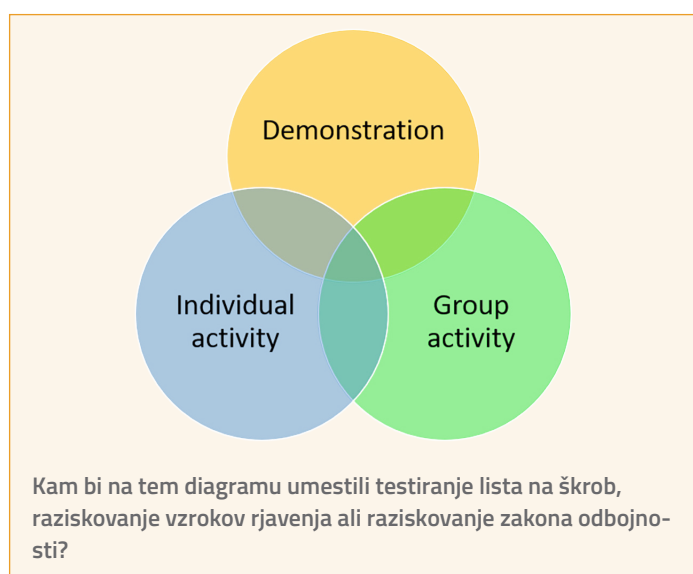 Demonstration
Individual
activity
Group
activity
Kam bi na tem diagramu umestili testiranje lista na škrob,
raziskovanje vzrokov rjavenja ali raziskovanje zakona odbojno-
sti?